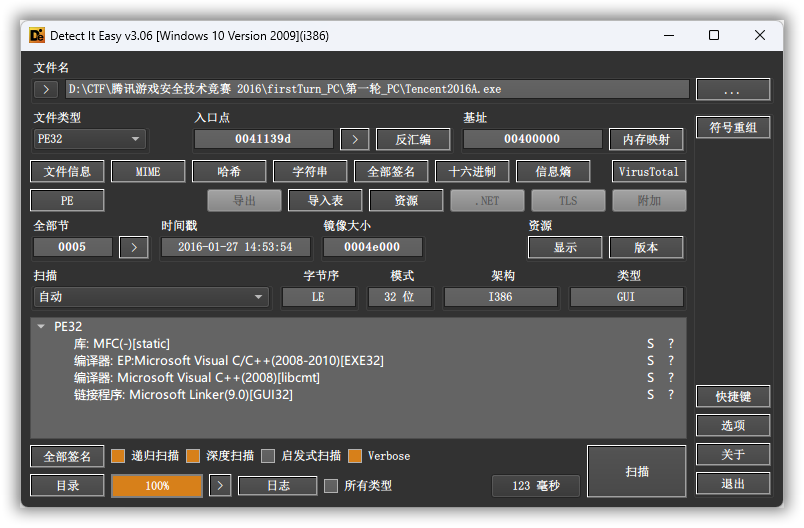 Detect It Easy v3.06 [Windows 10 Version 2009](i386)
文件名
> D:\CTF\腾讯游戏安全技术竞赛 2016\firstTurn_PC\第一轮_PC\Tencent2016A.exe ...
文件类型 入口点 基址
PE32 0041139d > 反汇编 00400000 内存映射 符号重组
文件信息 MIME 哈希 字符串 全部签名 十六进制 信息熵 VirusTotal
PE 导出 导入表 资源 .NET TLS 附加
全部节 时间戳 镜像大小 资源
0005 > 2016-01-27 14:53:54 0004e000 显示 版本
扫描 字节序 模式 架构 类型
自动 LE 32 位 I386 GUI
PE32
库: MFC(-)[static] S ?
编译器: EP:Microsoft Visual C/C++(2008-2010)[EXE32] S ?
编译器: Microsoft Visual C++(2008)[libcmt] S ?
链接程序: Microsoft Linker(9.0)[GUI32] S ?
快捷键
选项
全部签名 递归扫描 深度扫描 启发式扫描 Verbose 扫描 关于
目录 100% > 日志 所有类型 123 毫秒 退出